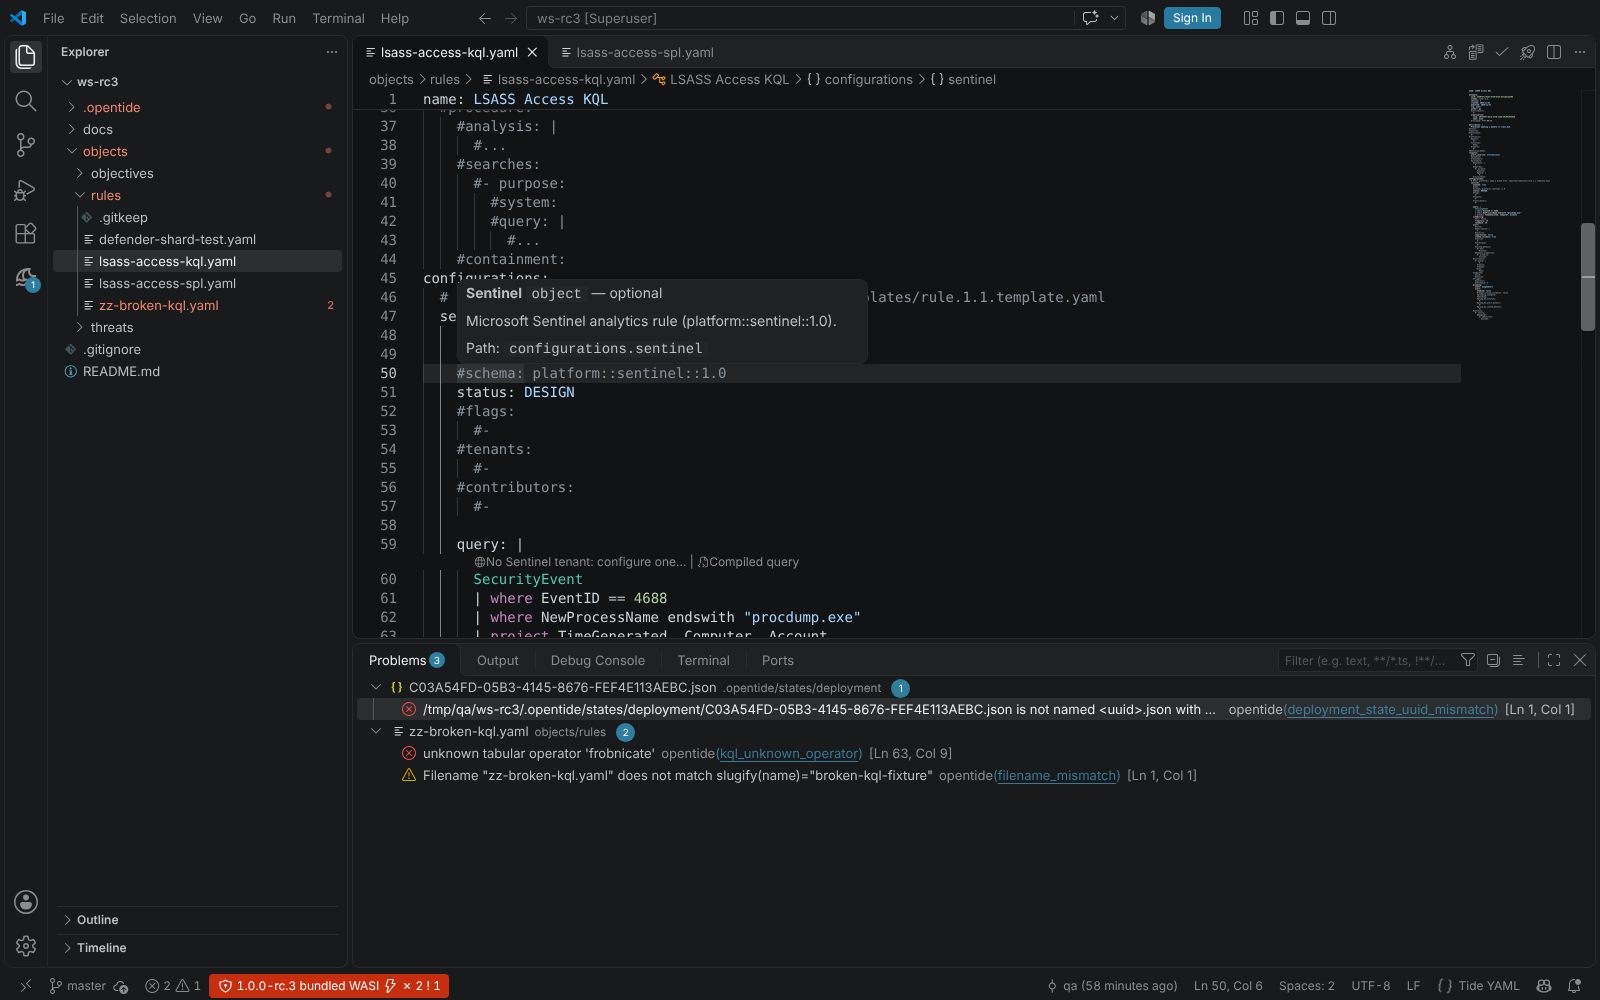 File Edit Selection View Go Run Terminal Help
ws-rc3 [Superuser]
Sign In
Explorer
ws-rc3
.opentide
docs
objects
objectives
rules
.gitkeep
defender-shard-test.yaml
lsass-access-kql.yaml
lsass-access-spl.yaml
zz-broken-kql.yaml 2
threats
.gitignore
README.md
Outline
Timeline
1
lsass-access-kql.yaml
lsass-access-spl.yaml
objects > rules > lsass-access-kql.yaml > LSASS Access KQL > { } configurations > { } sentinel
1 name: LSASS Access KQL
36 #procedure:
37 #analysis: |
38 #...
39 #searches:
40 #- purpose:
41 #system:
42 #query: |
43 #...
44 #containment:
45 configurations:
46 # lates/rule.1.1.template.yaml
47 se
48
49
Sentinel object — optional
Microsoft Sentinel analytics rule (platform::sentinel::1.0).
Path: configurations.sentinel
50 #schema: platform::sentinel::1.0
51 status: DESIGN
52 #flags:
53 #-
54 #tenants:
55 #-
56 #contributors:
57 #-
58
59 query: |
No Sentinel tenant: configure one... | Compiled query
60 SecurityEvent
61 | where EventID == 4688
62 | where NewProcessName endswith "procdump.exe"
63 | project TimeGenerated, Computer, Account
Problems 3 Output Debug Console Terminal Ports
Filter (e.g. text, **/*.ts, !**/...
{} C03A54FD-05B3-4145-8676-FEF4E113AEBC.json .opentide/states/deployment 1
/tmp/qa/ws-rc3/.opentide/states/deployment/C03A54FD-05B3-4145-8676-FEF4E113AEBC.json is not named <uuid>.json with ... opentide(deployment_state_uuid_mismatch) [Ln 1, Col 1]
zz-broken-kql.yaml objects/rules 2
unknown tabular operator 'frobnicate' opentide(kql_unknown_operator) [Ln 63, Col 9]
Filename "zz-broken-kql.yaml" does not match slugify(name)="broken-kql-fixture" opentide(filename_mismatch) [Ln 1, Col 1]
master 2 1 1.0.0-rc.3 bundled WASI × 2 ! 1 qa (58 minutes ago) Ln 50, Col 6 Spaces: 2 UTF-8 LF { } Tide YAML